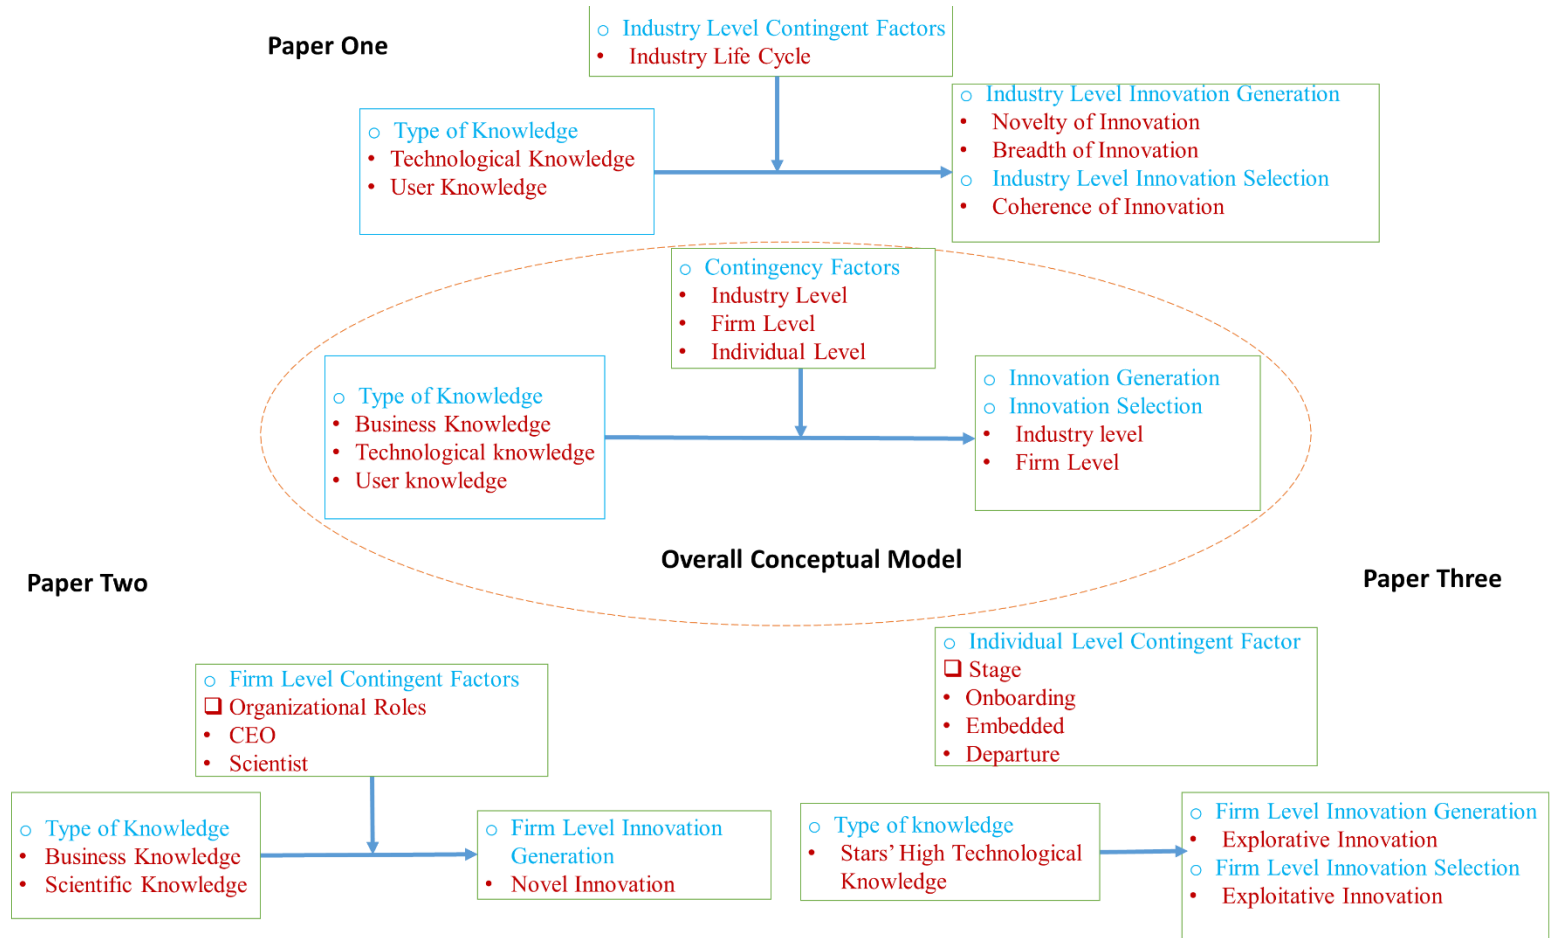 Paper One
○ Industry Level Contingent Factors
• Industry Life Cycle
○ Type of Knowledge
• Technological Knowledge
• User Knowledge
○ Industry Level Innovation Generation
• Novelty of Innovation
• Breadth of Innovation
○ Industry Level Innovation Selection
• Coherence of Innovation
○ Contingency Factors
• Industry Level
• Firm Level
• Individual Level
○ Type of Knowledge
• Business Knowledge
• Technological knowledge
• User knowledge
○ Innovation Generation
○ Innovation Selection
• Industry level
• Firm Level
Overall Conceptual Model
Paper Two
○ Firm Level Contingent Factors
❑ Organizational Roles
• CEO
• Scientist
○ Type of Knowledge
• Business Knowledge
• Scientific Knowledge
○ Firm Level Innovation
Generation
• Novel Innovation
Paper Three
○ Individual Level Contingent Factor
❑ Stage
• Onboarding
• Embedded
• Departure
○ Type of knowledge
• Stars' High Technological
Knowledge
○ Firm Level Innovation Generation
• Explorative Innovation
○ Firm Level Innovation Selection
• Exploitative Innovation